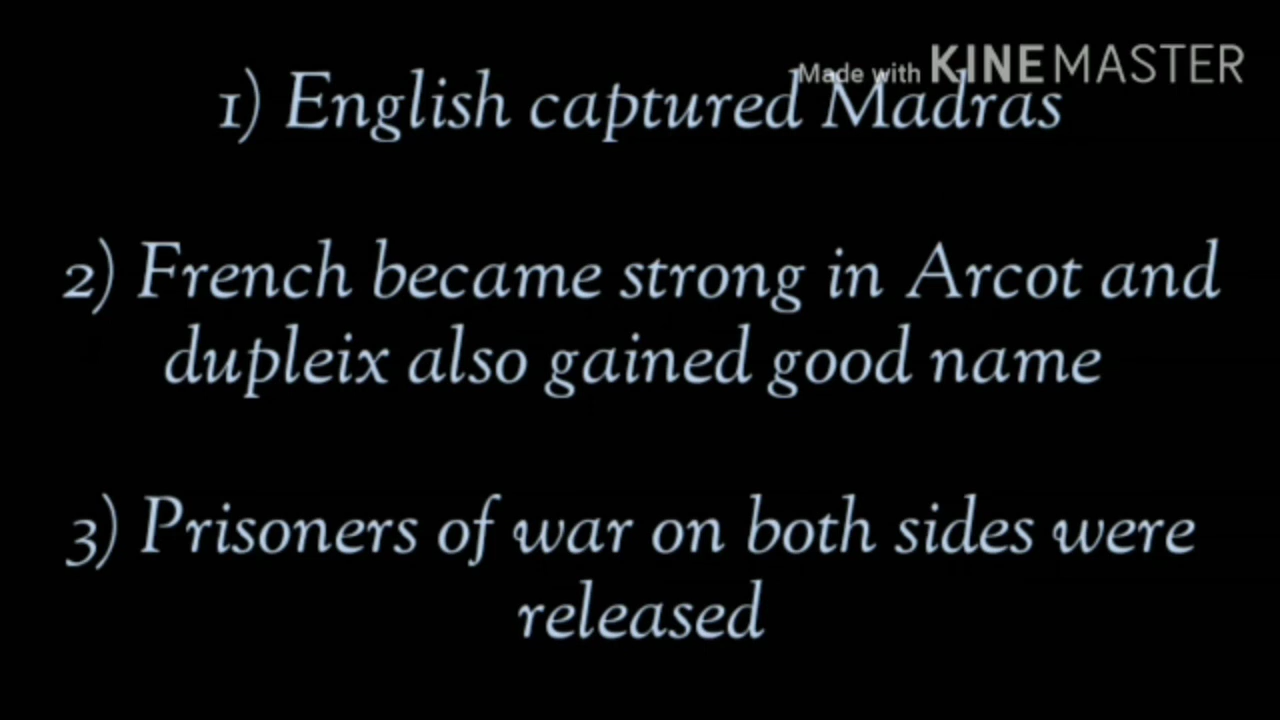 Made with KINEMASTER
1) English captured Madras
2) French became strong in Arcot and
dupleix also gained good name
3) Prisoners of war on both sides were
released